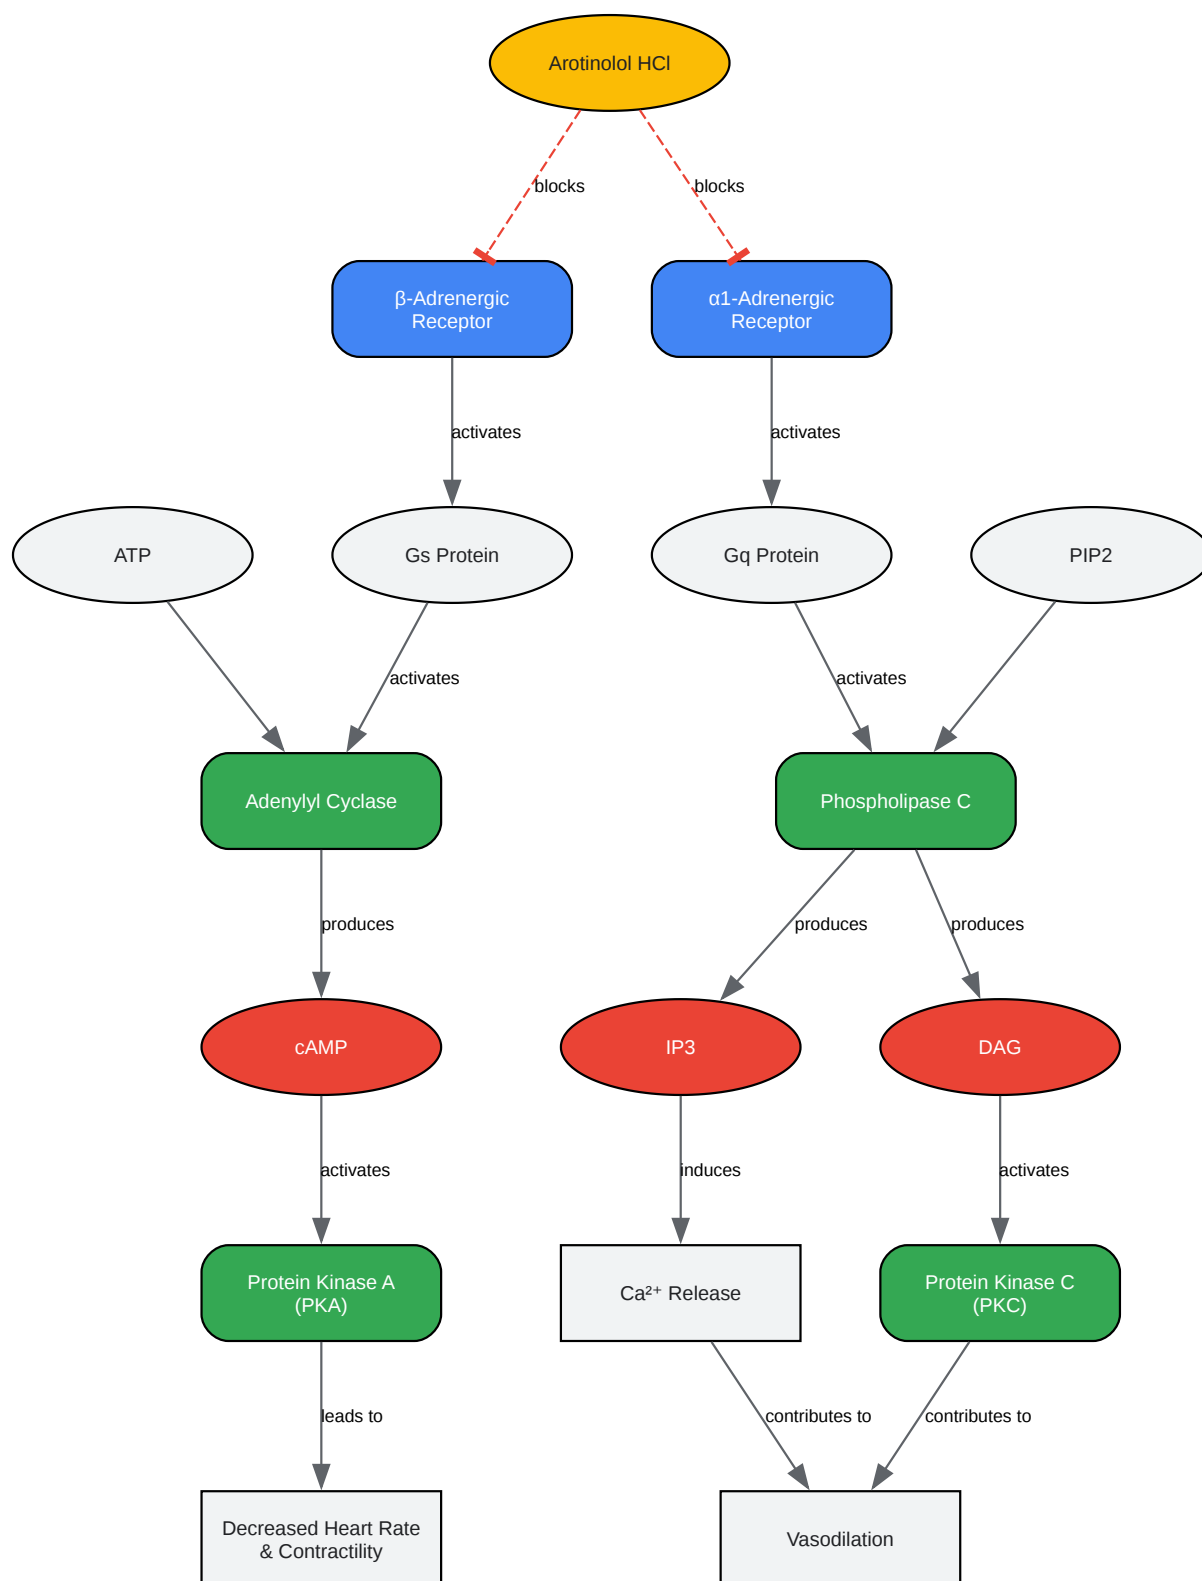 Arotinolol HCl
blocks
blocks
β-Adrenergic
Receptor
α1-Adrenergic
Receptor
activates
activates
ATP
Gs Protein
Gq Protein
PIP2
activates
activates
Adenylyl Cyclase
Phospholipase C
produces
produces
produces
cAMP
IP3
DAG
activates
induces
activates
Protein Kinase A
(PKA)
Ca²⁺ Release
Protein Kinase C
(PKC)
leads to
contributes to
contributes to
Decreased Heart Rate
& Contractility
Vasodilation